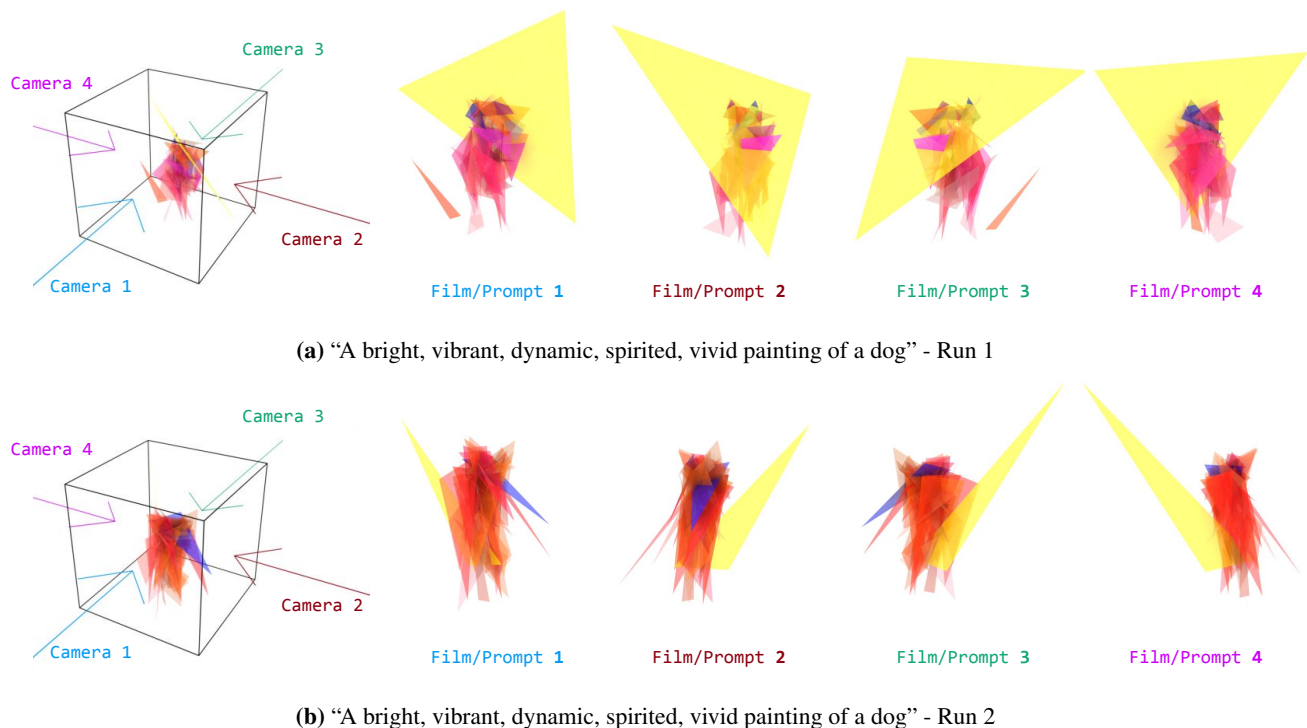 Camera 3
Camera 4
Camera 2
Camera 1
Film/Prompt 1
Film/Prompt 2
Film/Prompt 3
Film/Prompt 4
(a) “A bright, vibrant, dynamic, spirited, vivid painting of a dog” - Run 1
Camera 3
Camera 4
Camera 2
Camera 1
Film/Prompt 1
Film/Prompt 2
Film/Prompt 3
Film/Prompt 4
(b) “A bright, vibrant, dynamic, spirited, vivid painting of a dog” - Run 2